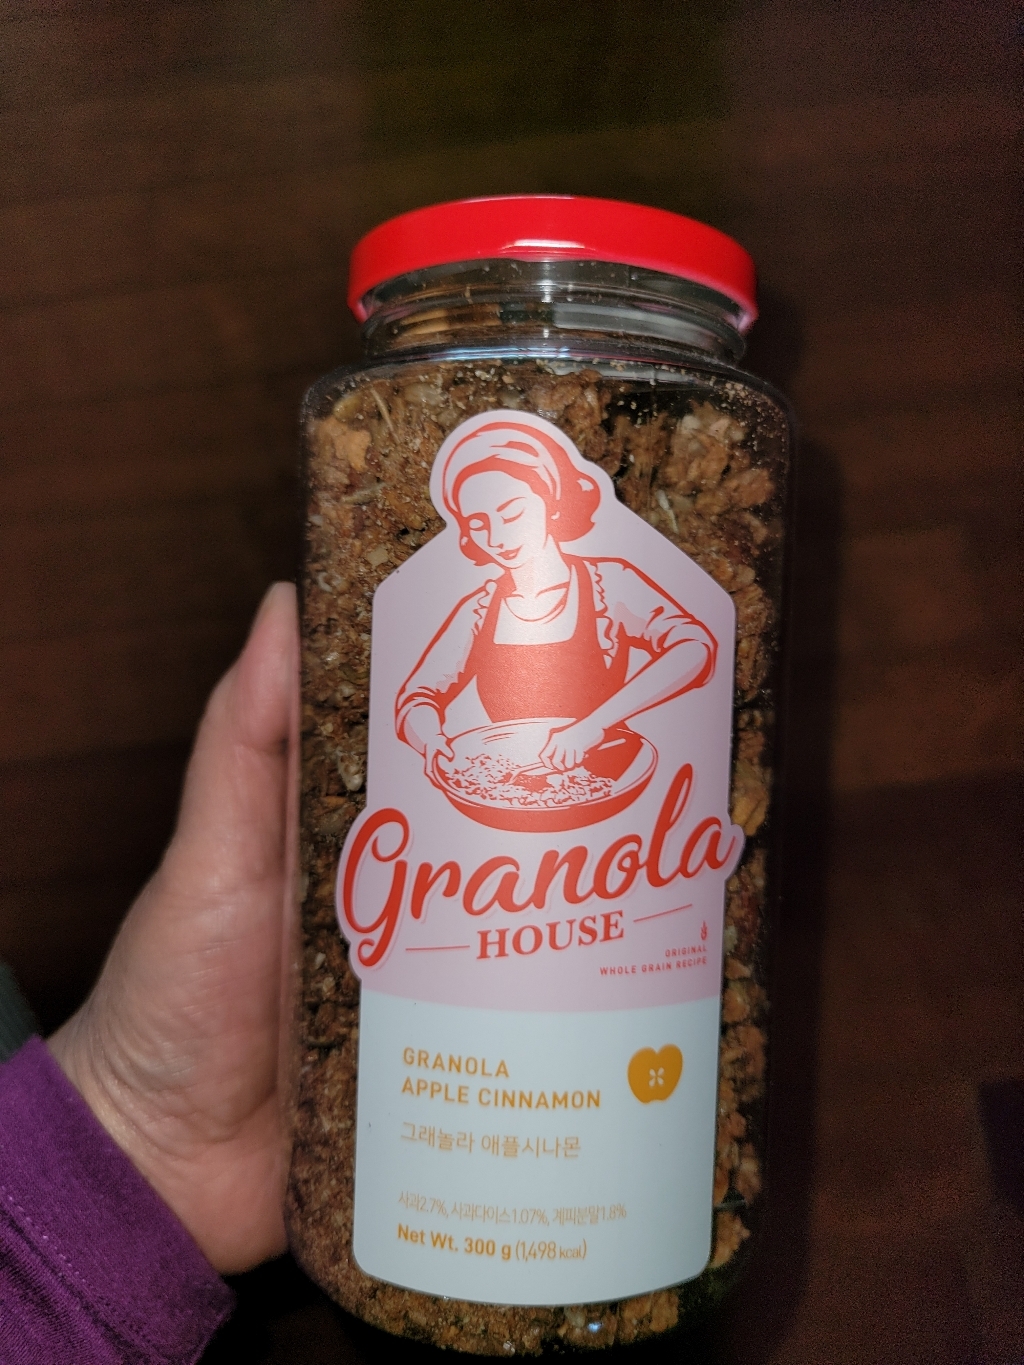 Granola
HOUSE
ORIGINAL
WHOLE GRAIN RECIPE
GRANOLA
APPLE CINNAMON
그래놀라 애플시나몬
사과2.7%, 사과다이스1.07%, 계피분말1.8%
Net Wt. 300 g (1,498 kcal)